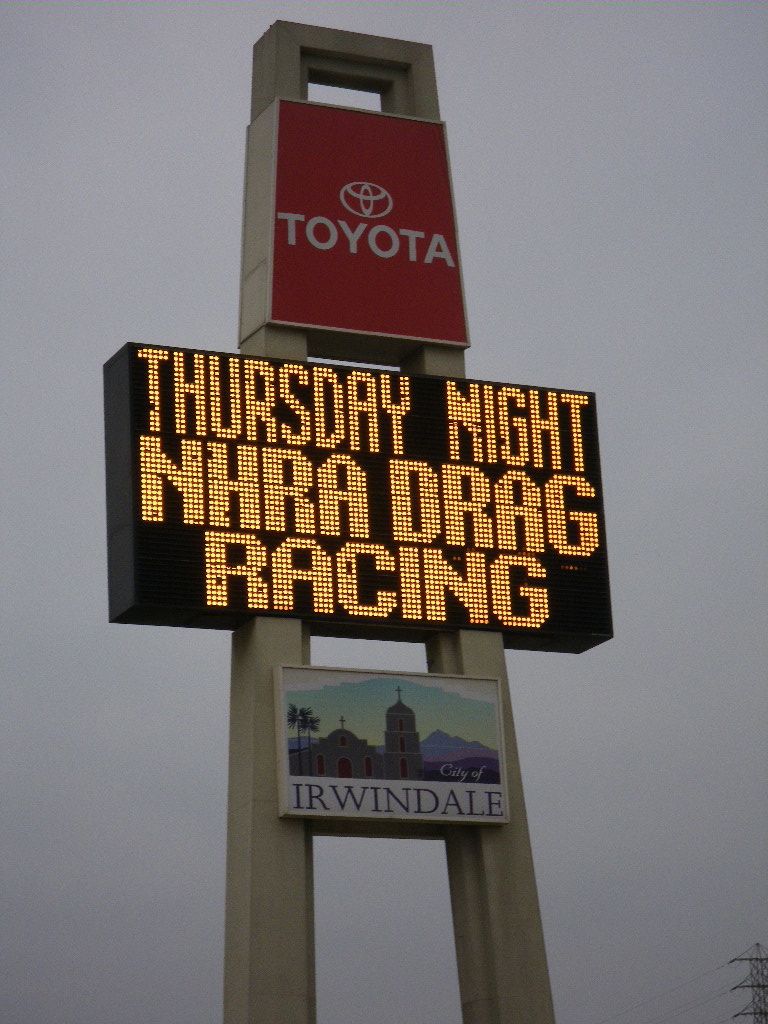 TOYOTA
THURSDAY NIGHT
NHRA DRAG
RACING
City of
IRWINDALE